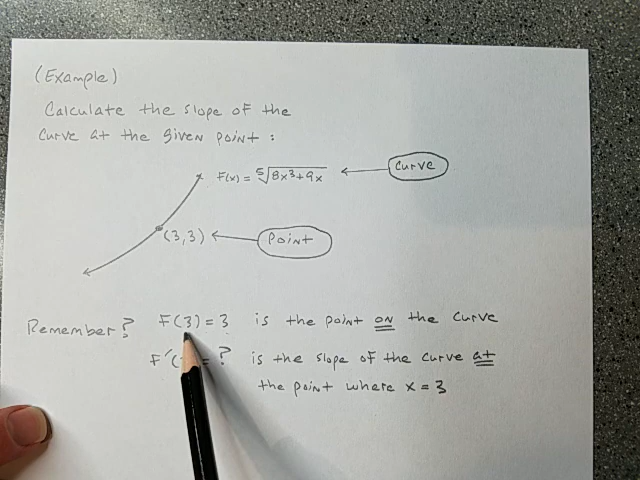 (Example)
Calculate the slope of the
curve at the given point:
F(x) = ⁵√8x³+9x
curve
(3,3)
Point
Remember? F(3) = 3 is the point on the curve
F'( = ? is the slope of the curve at
the point where x = 3